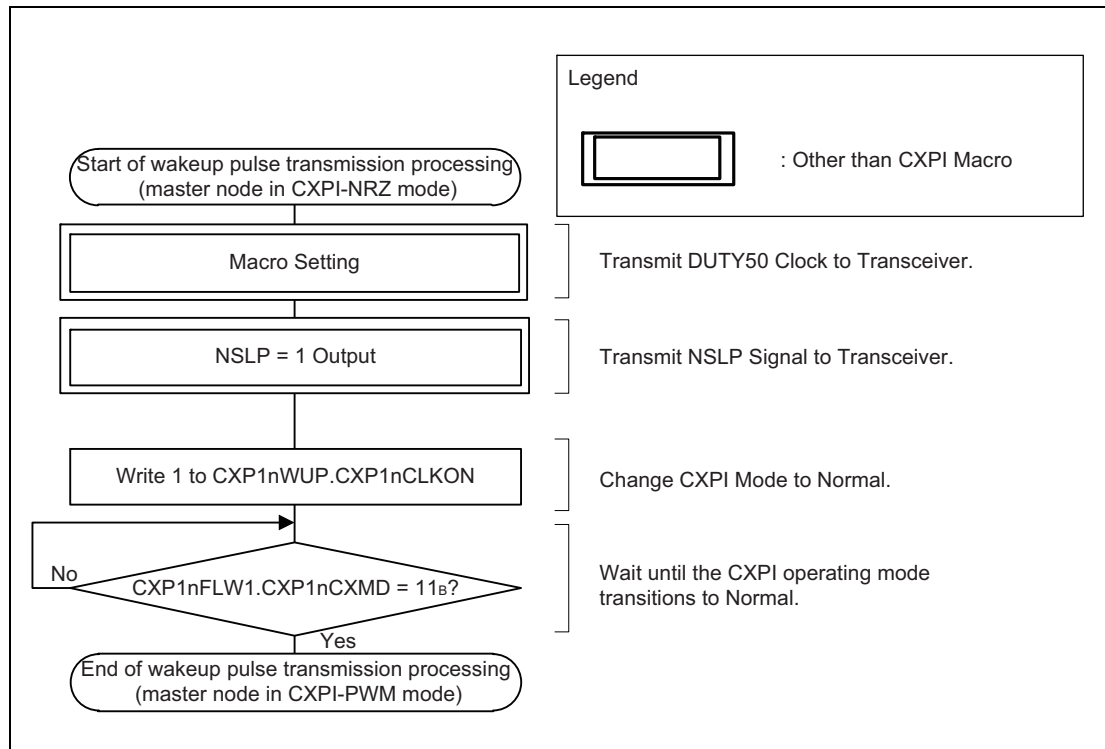 Legend
: Other than CXPI Macro
Start of wakeup pulse transmission processing
(master node in CXPI-NRZ mode)
Macro Setting
Transmit DUTY50 Clock to Transceiver.
NSLP = 1 Output
Transmit NSLP Signal to Transceiver.
Write 1 to CXP1nWUP.CXP1nCLKON
Change CXPI Mode to Normal.
No
CXP1nFLW1.CXP1nCXMD = 11B?
Wait until the CXPI operating mode
transitions to Normal.
Yes
End of wakeup pulse transmission processing
(master node in CXPI-PWM mode)